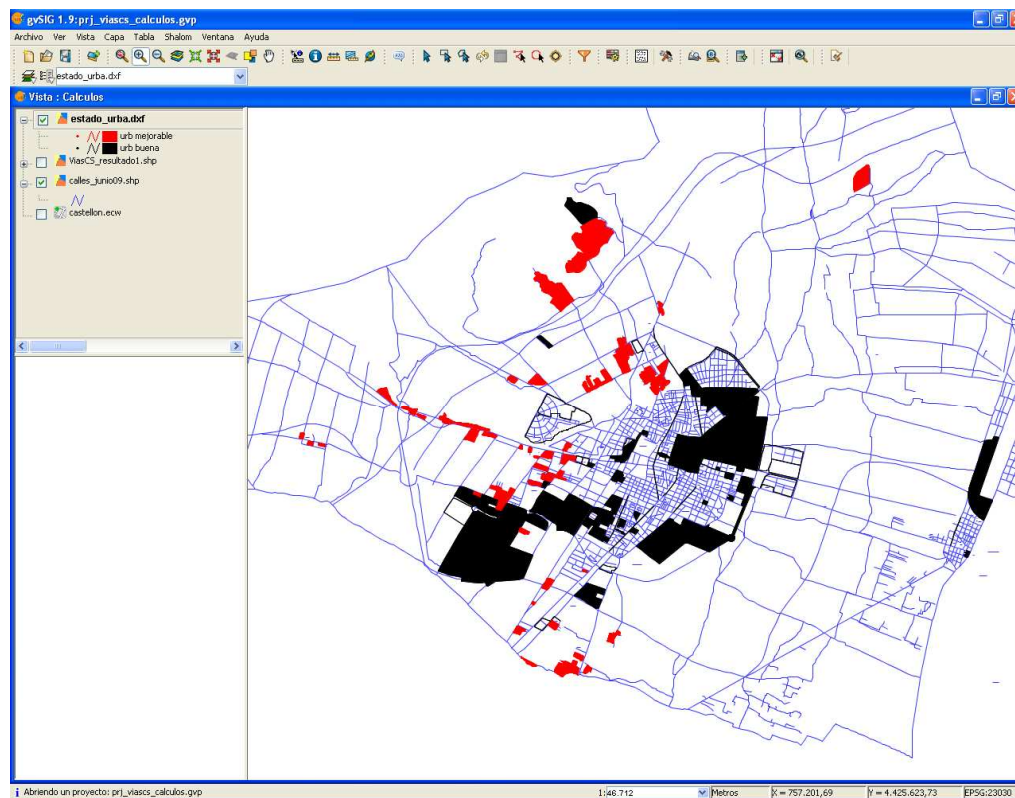 gvSIG 1.9:prj_viascs_calculos.gvp
Archivo Ver Vista Capa Tabla Shalom Ventana Ayuda
estado_urba.dxf
Vista : Calculos
estado_urba.dxf
urb mejorable
urb buena
ViasCS_resultado1.shp
calles_junio09.shp
castellon.ecw
Abriendo un proyecto: prj_viascs_calculos.gvp 1:46.712 Metros X = 757.201,69 Y = 4.425.623,73 EPSG:23030